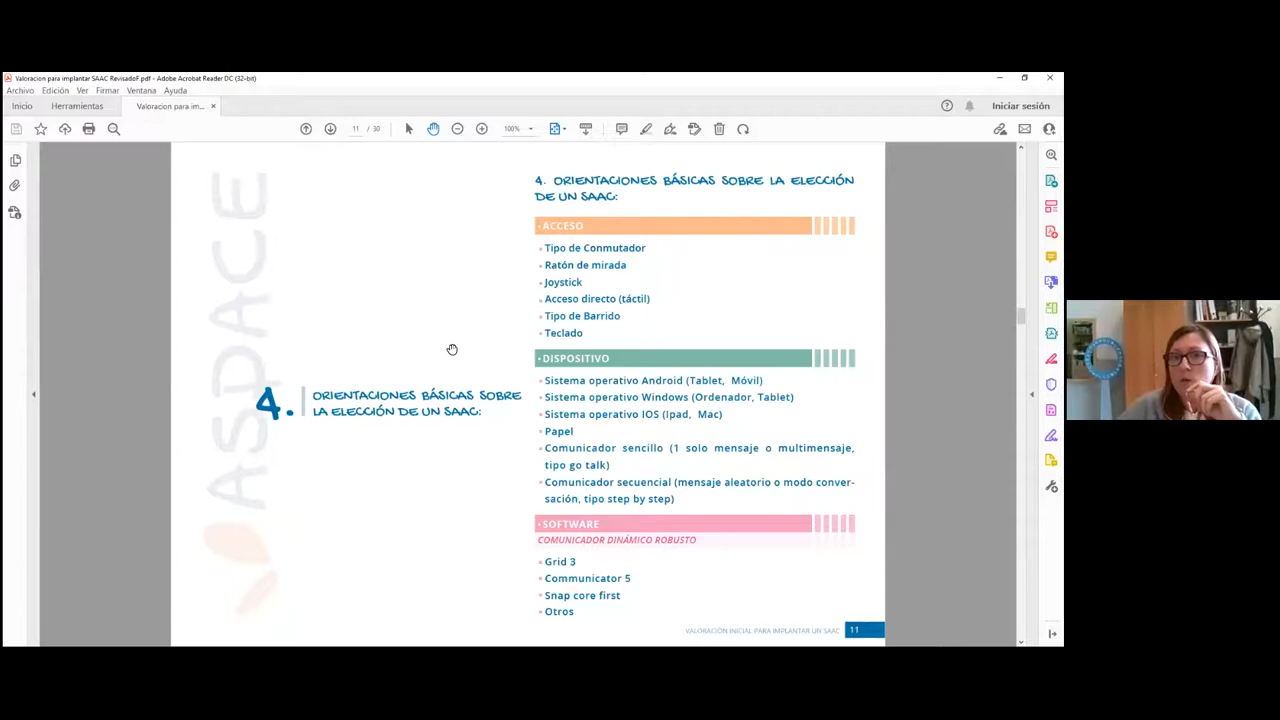 Valoracion para implantar SAAC RevisadoF.pdf - Adobe Acrobat Reader DC (32-bit)
Archivo Edición Ver Firmar Ventana Ayuda
Inicio Herramientas Valoracion para im... × Iniciar sesión
11 / 30 100%
ASPACE
4. ORIENTACIONES BÁSICAS SOBRE LA ELECCIÓN DE UN SAAC:
4. ORIENTACIONES BÁSICAS SOBRE LA ELECCIÓN
DE UN SAAC:
• ACCESO
• Tipo de Conmutador
• Ratón de mirada
• Joystick
• Acceso directo (táctil)
• Tipo de Barrido
• Teclado
• DISPOSITIVO
• Sistema operativo Android (Tablet, Móvil)
• Sistema operativo Windows (Ordenador, Tablet)
• Sistema operativo IOS (Ipad, Mac)
• Papel
• Comunicador sencillo (1 solo mensaje o multimensaje,
tipo go talk)
• Comunicador secuencial (mensaje aleatorio o modo conver-
sación, tipo step by step)
• SOFTWARE
COMUNICADOR DINÁMICO ROBUSTO
• Grid 3
• Communicator 5
• Snap core first
• Otros
VALORACIÓN INICIAL PARA IMPLANTAR UN SAAC 11